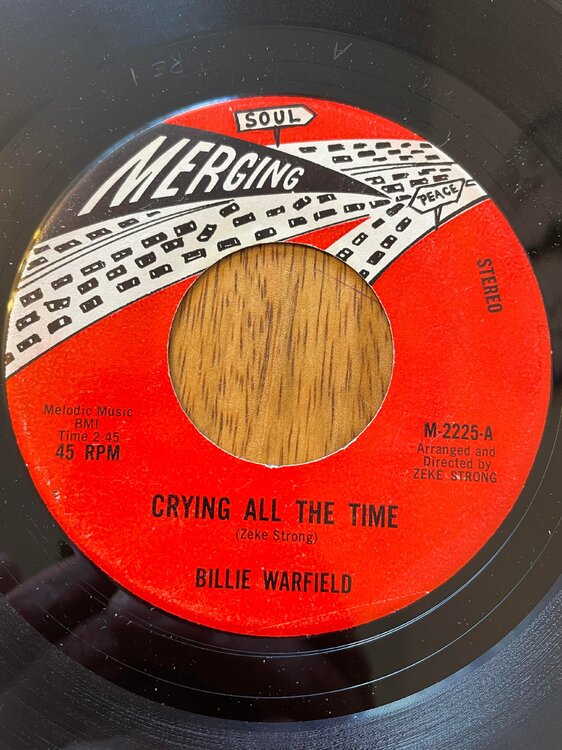 SOUL
MERGING
PEACE
STEREO
Melodic Music
BMI
Time 2-45
45 RPM
M-2225-A
Arranged and
Directed by
ZEKE STRONG
CRYING ALL THE TIME
(Zeke Strong)
BILLIE WARFIELD